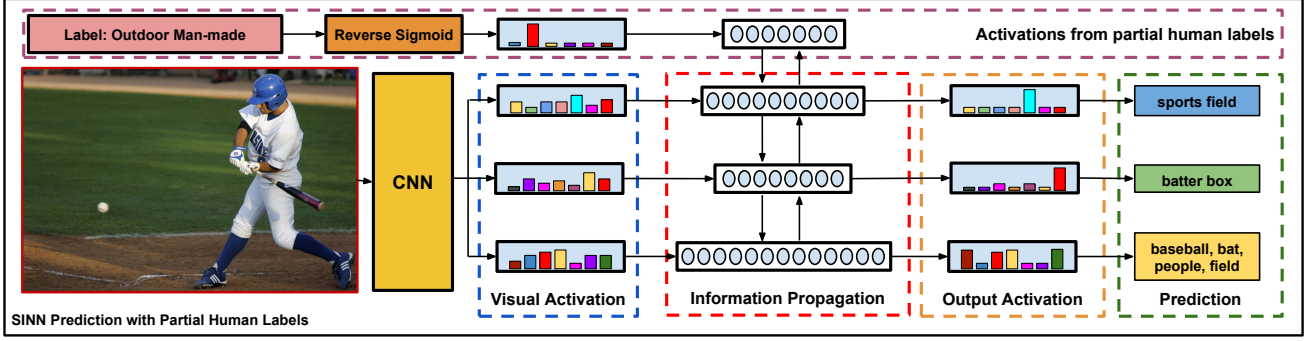 Label: Outdoor Man-made
Reverse Sigmoid
Activations from partial human labels
CNN
sports field
batter box
baseball, bat,
people, field
Visual Activation
Information Propagation
Output Activation
Prediction
SINN Prediction with Partial Human Labels